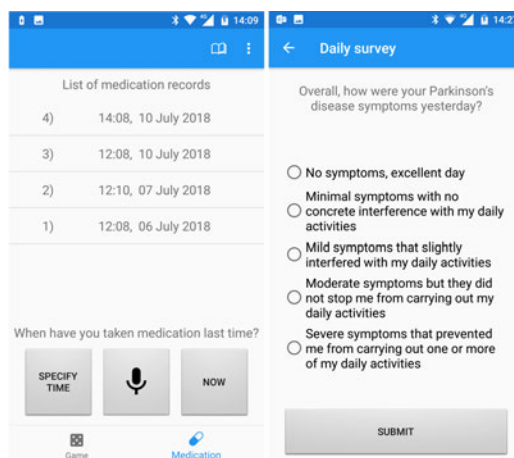 14:09
List of medication records
4) 14:08, 10 July 2018
3) 12:08, 10 July 2018
2) 12:10, 07 July 2018
1) 12:08, 06 July 2018
When have you taken medication last time?
SPECIFY
TIME
NOW
Game
Medication
14:27
Daily survey
Overall, how were your Parkinson's
disease symptoms yesterday?
No symptoms, excellent day
Minimal symptoms with no
concrete interference with my daily
activities
Mild symptoms that slightly
interfered with my daily activities
Moderate symptoms but they did
not stop me from carrying out my
daily activities
Severe symptoms that prevented
me from carrying out one or more
of my daily activities
SUBMIT